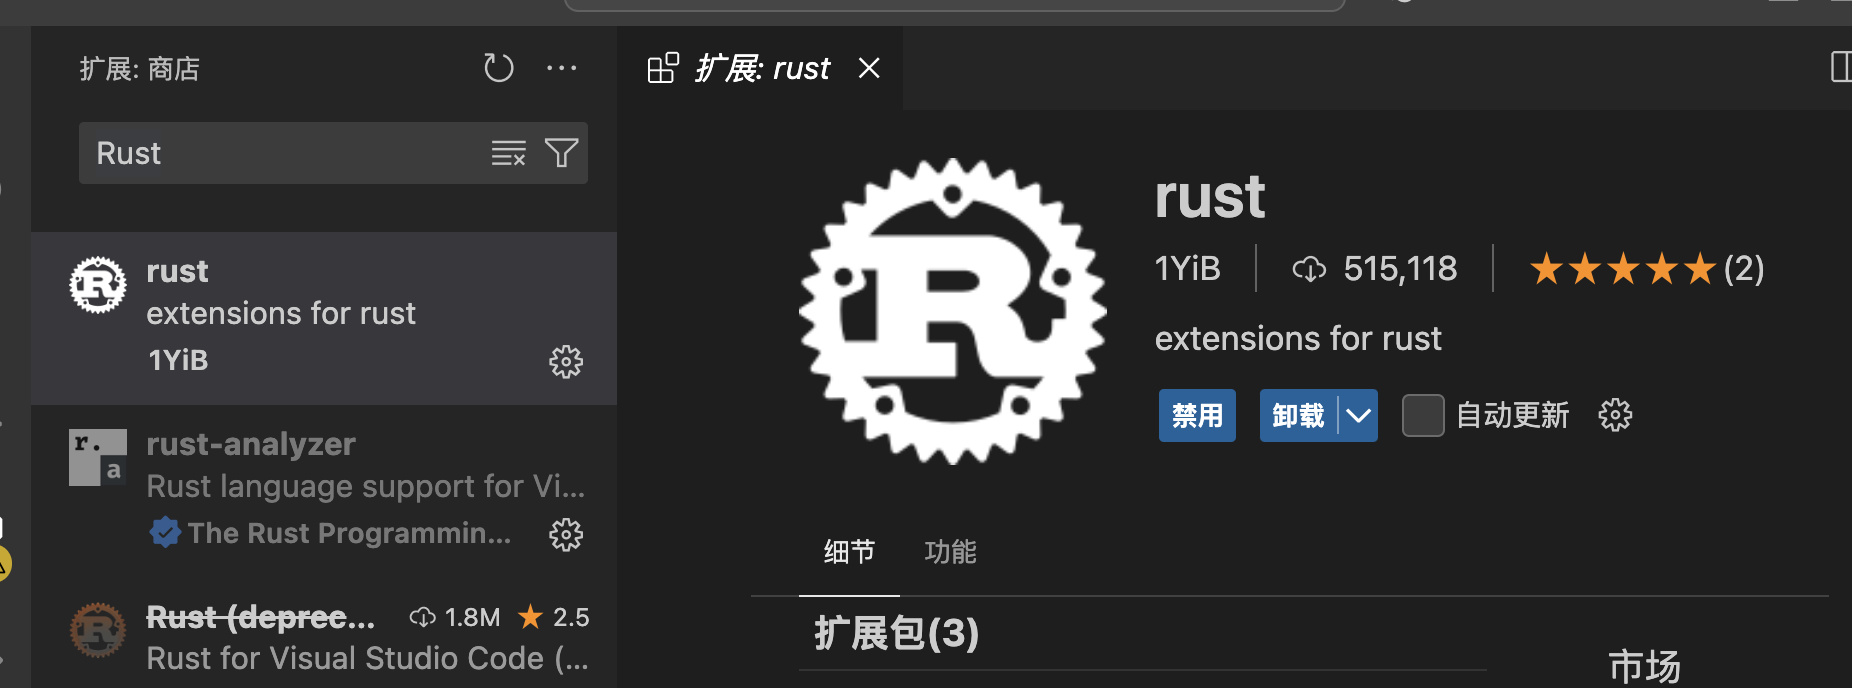 扩展: 商店
Rust
rust
extensions for rust
1YiB
rust-analyzer
Rust language support for Vi...
The Rust Programmin...
Rust (deprec... 1.8M 2.5
Rust for Visual Studio Code (...
扩展: rust
rust
1YiB 515,118 ★★★★★(2)
extensions for rust
禁用 卸载 自动更新
细节 功能
扩展包(3)
市场